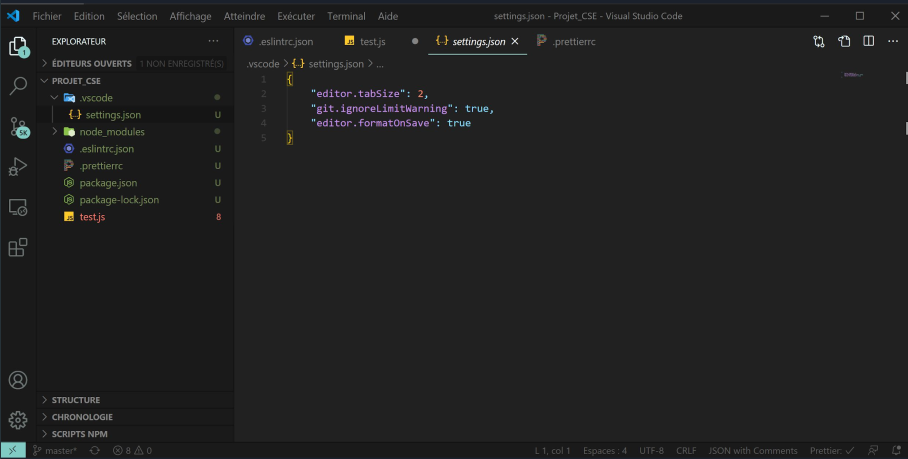 Fichier Edition Sélection Affichage Atteindre Exécuter Terminal Aide settings.json - Projet_CSE - Visual Studio Code
EXPLORATEUR ···
.eslintrc.json test.js settings.json .prettierrc
ÉDITEURS OUVERTS 1 NON ENREGISTRÉ(S)
.vscode > settings.json > ...
PROJET_CSE
.vscode
settings.json U
node_modules
.eslintrc.json U
.prettierrc U
package.json U
package-lock.json U
test.js 8
1
5K
1 {
2 "editor.tabSize": 2,
3 "git.ignoreLimitWarning": true,
4 "editor.formatOnSave": true
5 }
STRUCTURE
CHRONOLOGIE
SCRIPTS NPM
master* 8 0 L 1, col 1 Espaces : 4 UTF-8 CRLF JSON with Comments Prettier: ✓